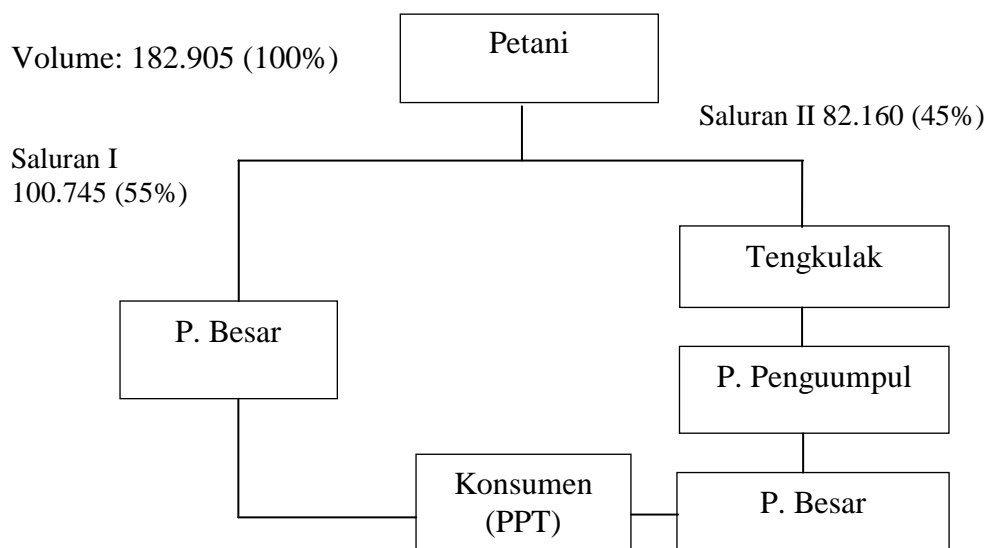 Volume: 182.905 (100%)
Petani
Saluran II 82.160 (45%)
Saluran I
100.745 (55%)
Tengkulak
P. Besar
P. Penguumpul
Konsumen
(PPT)
P. Besar